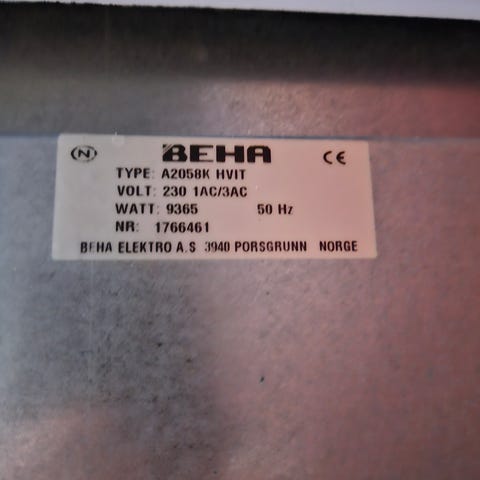 N BEHA CE
TYPE: A2058K HVIT
VOLT: 230 1AC/3AC
WATT: 9365 50 Hz
NR: 1766461
BEHA ELEKTRO A.S 3940 PORSGRUNN NORGE